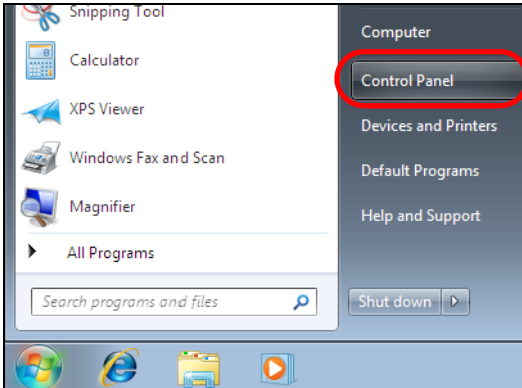 Snipping Tool
Calculator
XPS Viewer
Windows Fax and Scan
Magnifier
All Programs
Search programs and files
Computer
Control Panel
Devices and Printers
Default Programs
Help and Support
Shut down